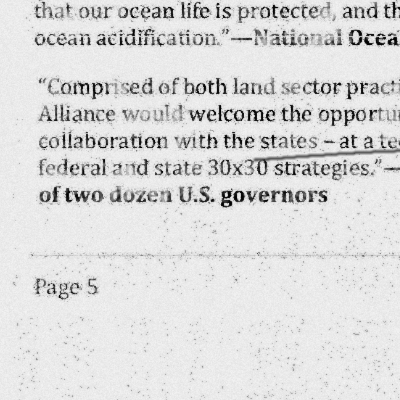 that our ocean life is protected, and th
ocean acidification.”—National Ocea
“Comprised of both land sector practi
Alliance would welcome the opportu
collaboration with the states – at a te
federal and state 30x30 strategies.”—
of two dozen U.S. governors
Page 5